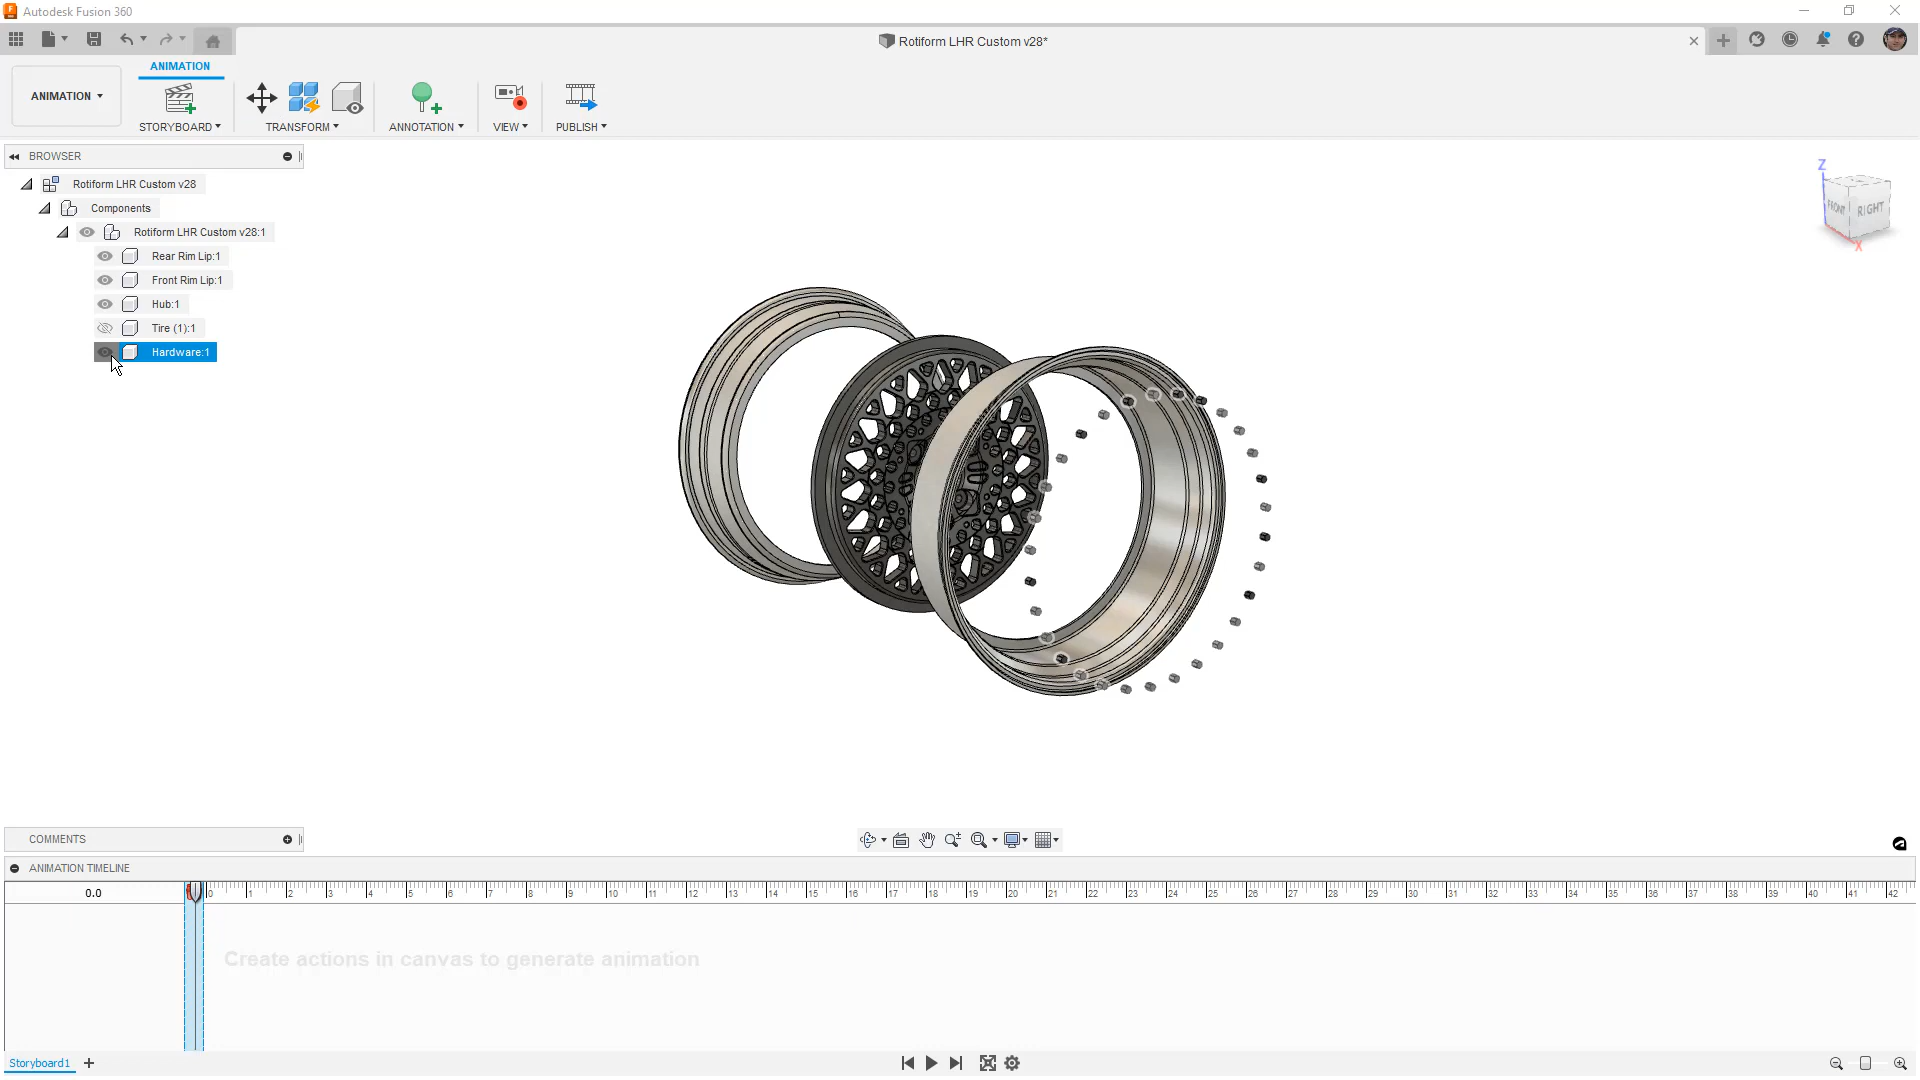 Autodesk Fusion 360
Rotiform LHR Custom v28*
ANIMATION
ANIMATION
STORYBOARD
TRANSFORM
ANNOTATION
VIEW
PUBLISH
BROWSER
Rotiform LHR Custom v28
Components
Rotiform LHR Custom v28:1
Rear Rim Lip:1
Front Rim Lip:1
Hub:1
Tire (1):1
Hardware:1
Z
FRONT
RIGHT
X
COMMENTS
ANIMATION TIMELINE
0.0
0 1 2 3 4 5 6 7 8 9 10 11 12 13 14 15 16 17 18 19 20 21 22 23 24 25 26 27 28 29 30 31 32 33 34 35 36 37 38 39 40 41 42
Create actions in canvas to generate animation
Storyboard1